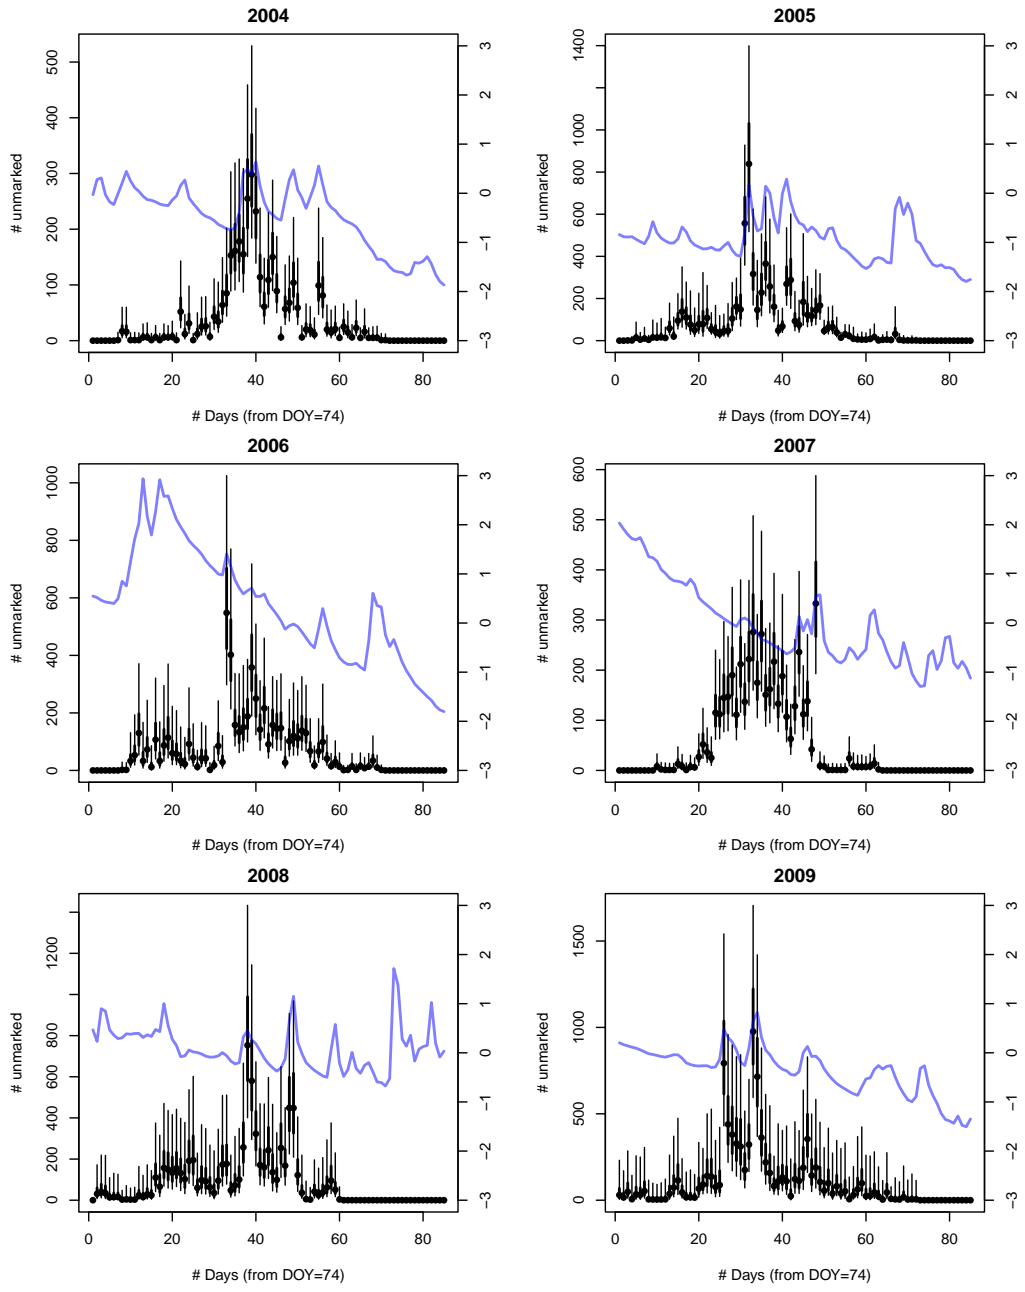 2004
# unmarked
0 100 200 300 400 500
−3 −2 −1 0 1 2 3
0 20 40 60 80
# Days (from DOY=74)
2005
# unmarked
0 200 400 600 800 1000 1400
−3 −2 −1 0 1 2 3
0 20 40 60 80
# Days (from DOY=74)
2006
# unmarked
0 200 400 600 800 1000
−3 −2 −1 0 1 2 3
0 20 40 60 80
# Days (from DOY=74)
2007
# unmarked
0 100 200 300 400 500 600
−3 −2 −1 0 1 2 3
0 20 40 60 80
# Days (from DOY=74)
2008
# unmarked
0 200 400 600 800 1200
−3 −2 −1 0 1 2 3
0 20 40 60 80
# Days (from DOY=74)
2009
# unmarked
0 500 1000 1500
−3 −2 −1 0 1 2 3
0 20 40 60 80
# Days (from DOY=74)